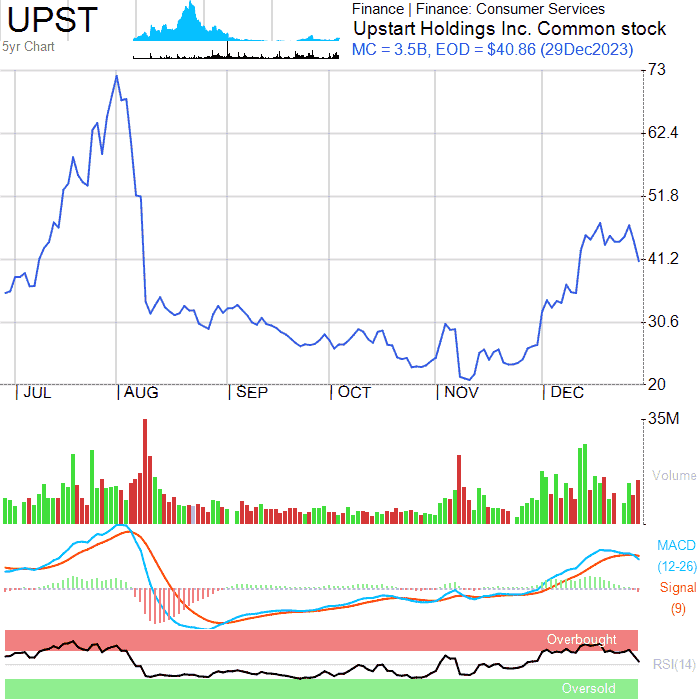 UPST
5yr Chart
Finance | Finance: Consumer Services
Upstart Holdings Inc. Common stock
MC = 3.5B, EOD = $40.86 (29Dec2023)
73
62.4
51.8
41.2
30.6
20
JUL AUG SEP OCT NOV DEC
35M
Volume
MACD
(12-26)
Signal
(9)
Overbought
RSI(14)
Oversold